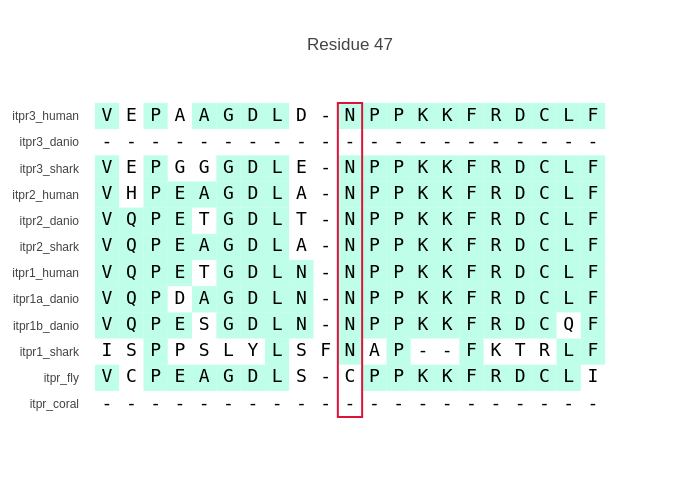 Residue 47
itpr3_human V E P A A G D L D - N P P K K F R D C L F
itpr3_danio - - - - - - - - - - - - - - - - - - - - -
itpr3_shark V E P G G G D L E - N P P K K F R D C L F
itpr2_human V H P E A G D L A - N P P K K F R D C L F
itpr2_danio V Q P E T G D L T - N P P K K F R D C L F
itpr2_shark V Q P E A G D L A - N P P K K F R D C L F
itpr1_human V Q P E T G D L N - N P P K K F R D C L F
itpr1a_danio V Q P D A G D L N - N P P K K F R D C L F
itpr1b_danio V Q P E S G D L N - N P P K K F R D C Q F
itpr1_shark I S P P S L Y L S F N A P - - F K T R L F
itpr_fly V C P E A G D L S - C P P K K F R D C L I
itpr_coral - - - - - - - - - - - - - - - - - - - - -